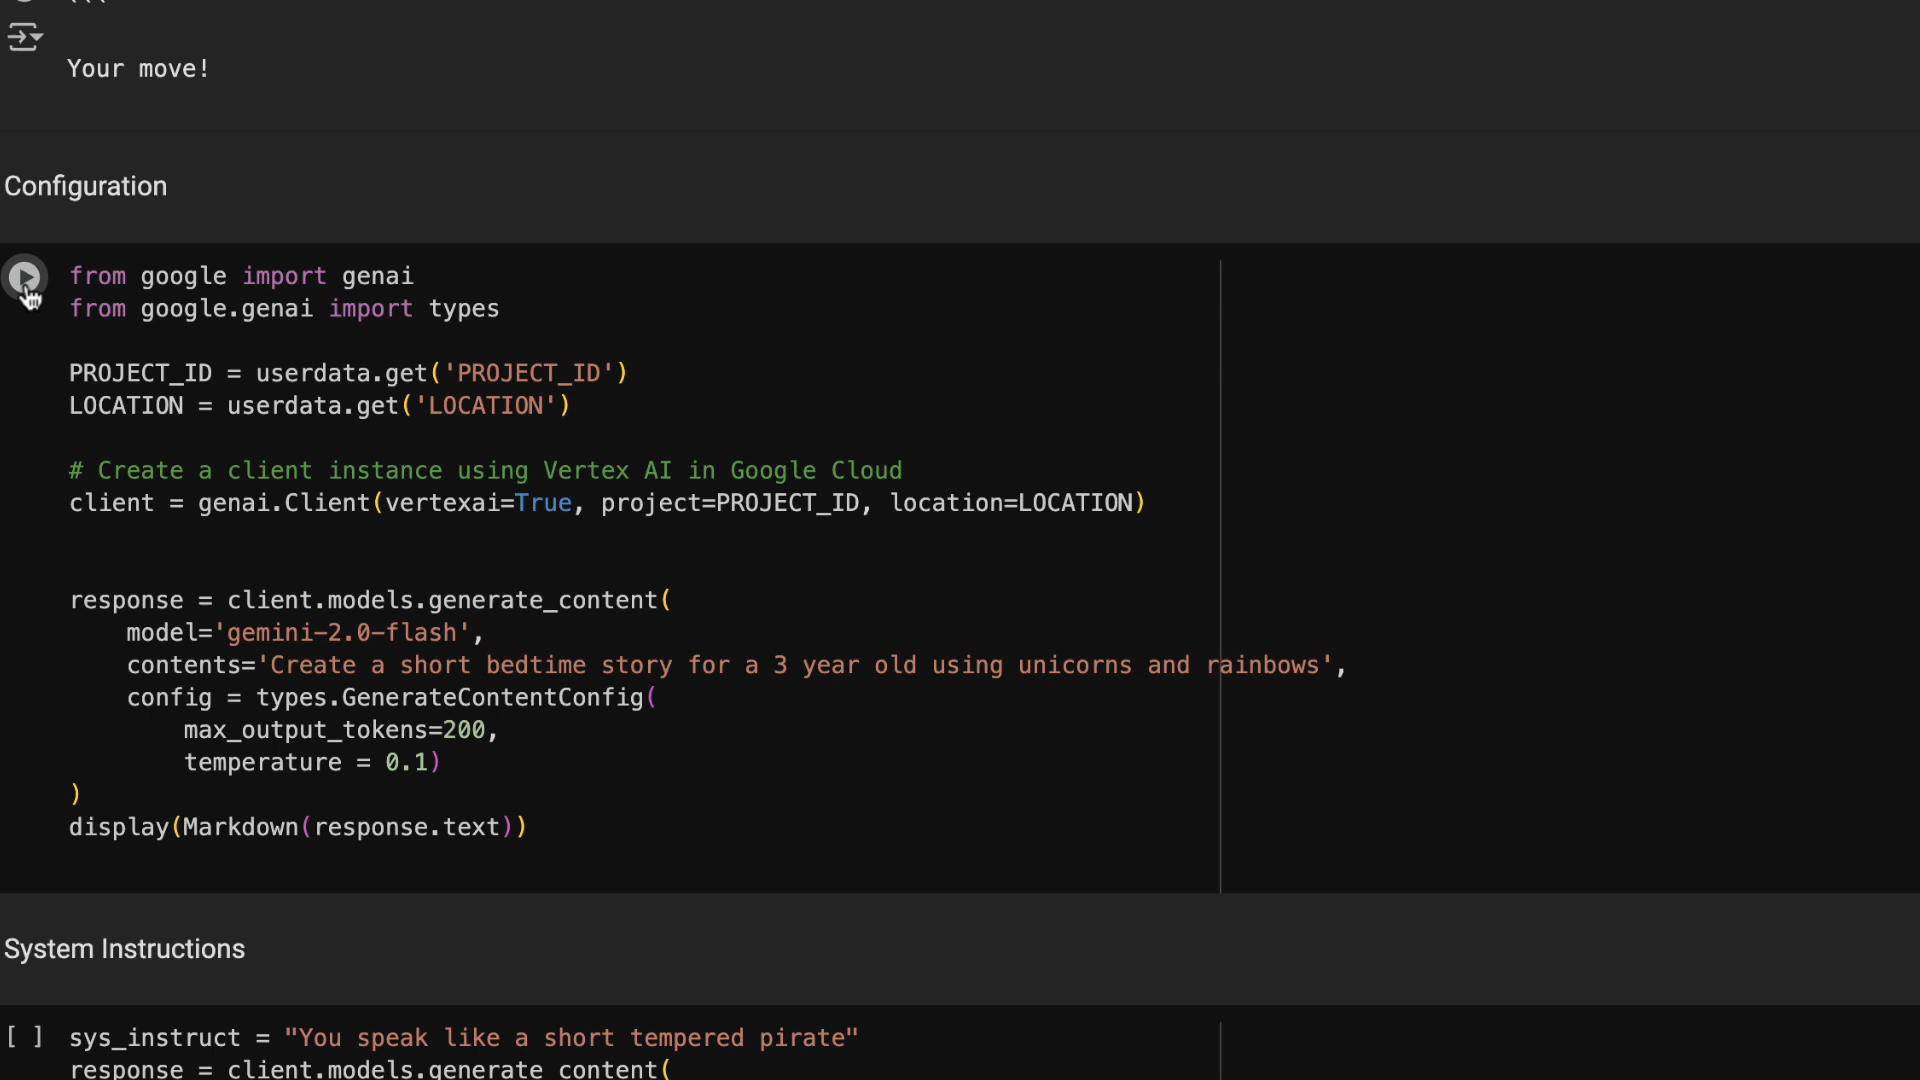 Your move!
Configuration
from google import genai
from google.genai import types
PROJECT_ID = userdata.get('PROJECT_ID')
LOCATION = userdata.get('LOCATION')
# Create a client instance using Vertex AI in Google Cloud
client = genai.Client(vertexai=True, project=PROJECT_ID, location=LOCATION)
response = client.models.generate_content(
    model='gemini-2.0-flash',
    contents='Create a short bedtime story for a 3 year old using unicorns and rainbows',
    config = types.GenerateContentConfig(
        max_output_tokens=200,
        temperature = 0.1)
)
display(Markdown(response.text))
System Instructions
[ ] sys_instruct = "You speak like a short tempered pirate"
response = client.models.generate_content(